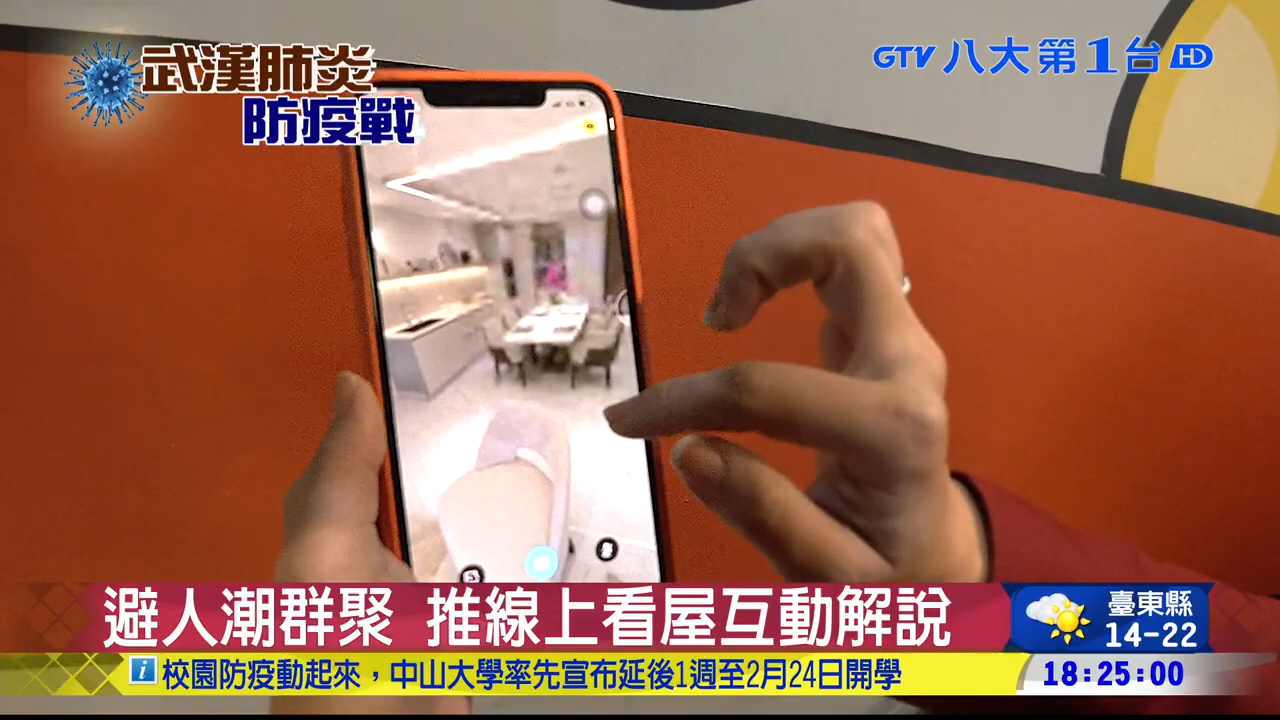 武漢肺炎
防疫戰
GTV 八大第1台 HD
避人潮群聚 推線上看屋互動解說
臺東縣
14-22
i 校園防疫動起來，中山大學率先宣布延後1週至2月24日開學
18:25:00